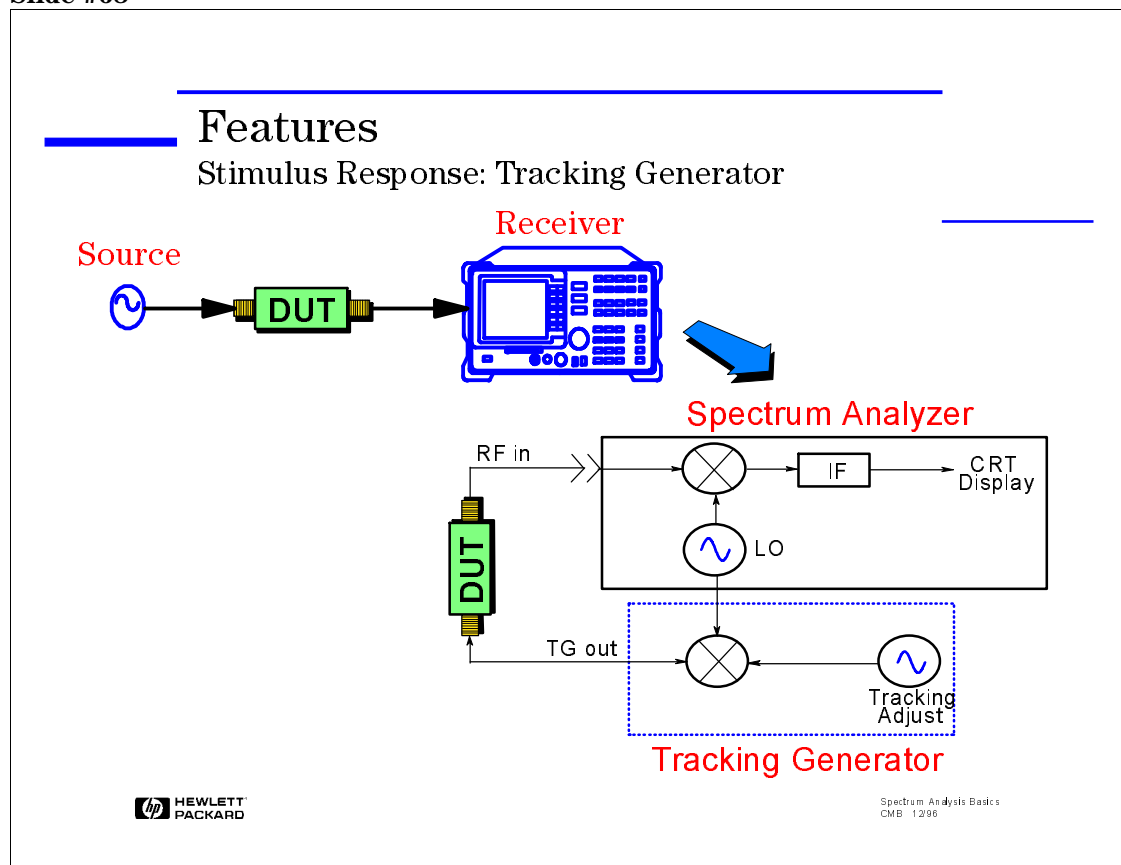 Features
Stimulus Response: Tracking Generator
Receiver
Source
DUT
Spectrum Analyzer
RF in
IF
CRT
Display
DUT
LO
TG out
Tracking
Adjust
Tracking Generator
hp HEWLETT
PACKARD
Spectrum Analysis Basics
CMB 12/96